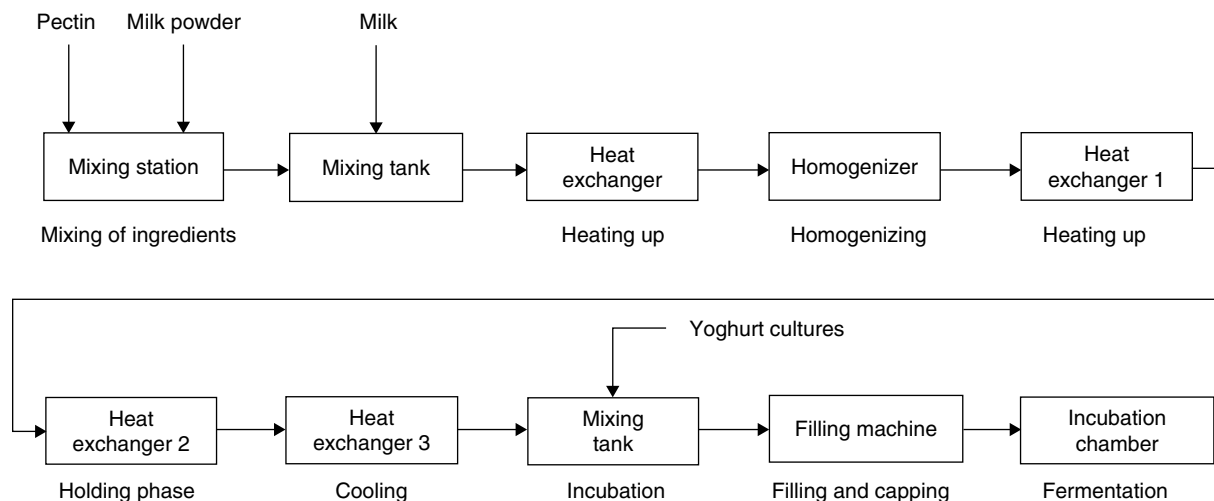 Pectin
Milk powder
Milk
Mixing station
Mixing tank
Heat
exchanger
Homogenizer
Heat
exchanger 1
Mixing of ingredients
Heating up
Homogenizing
Heating up
Yoghurt cultures
Heat
exchanger 2
Heat
exchanger 3
Mixing
tank
Filling machine
Incubation
chamber
Holding phase
Cooling
Incubation
Filling and capping
Fermentation